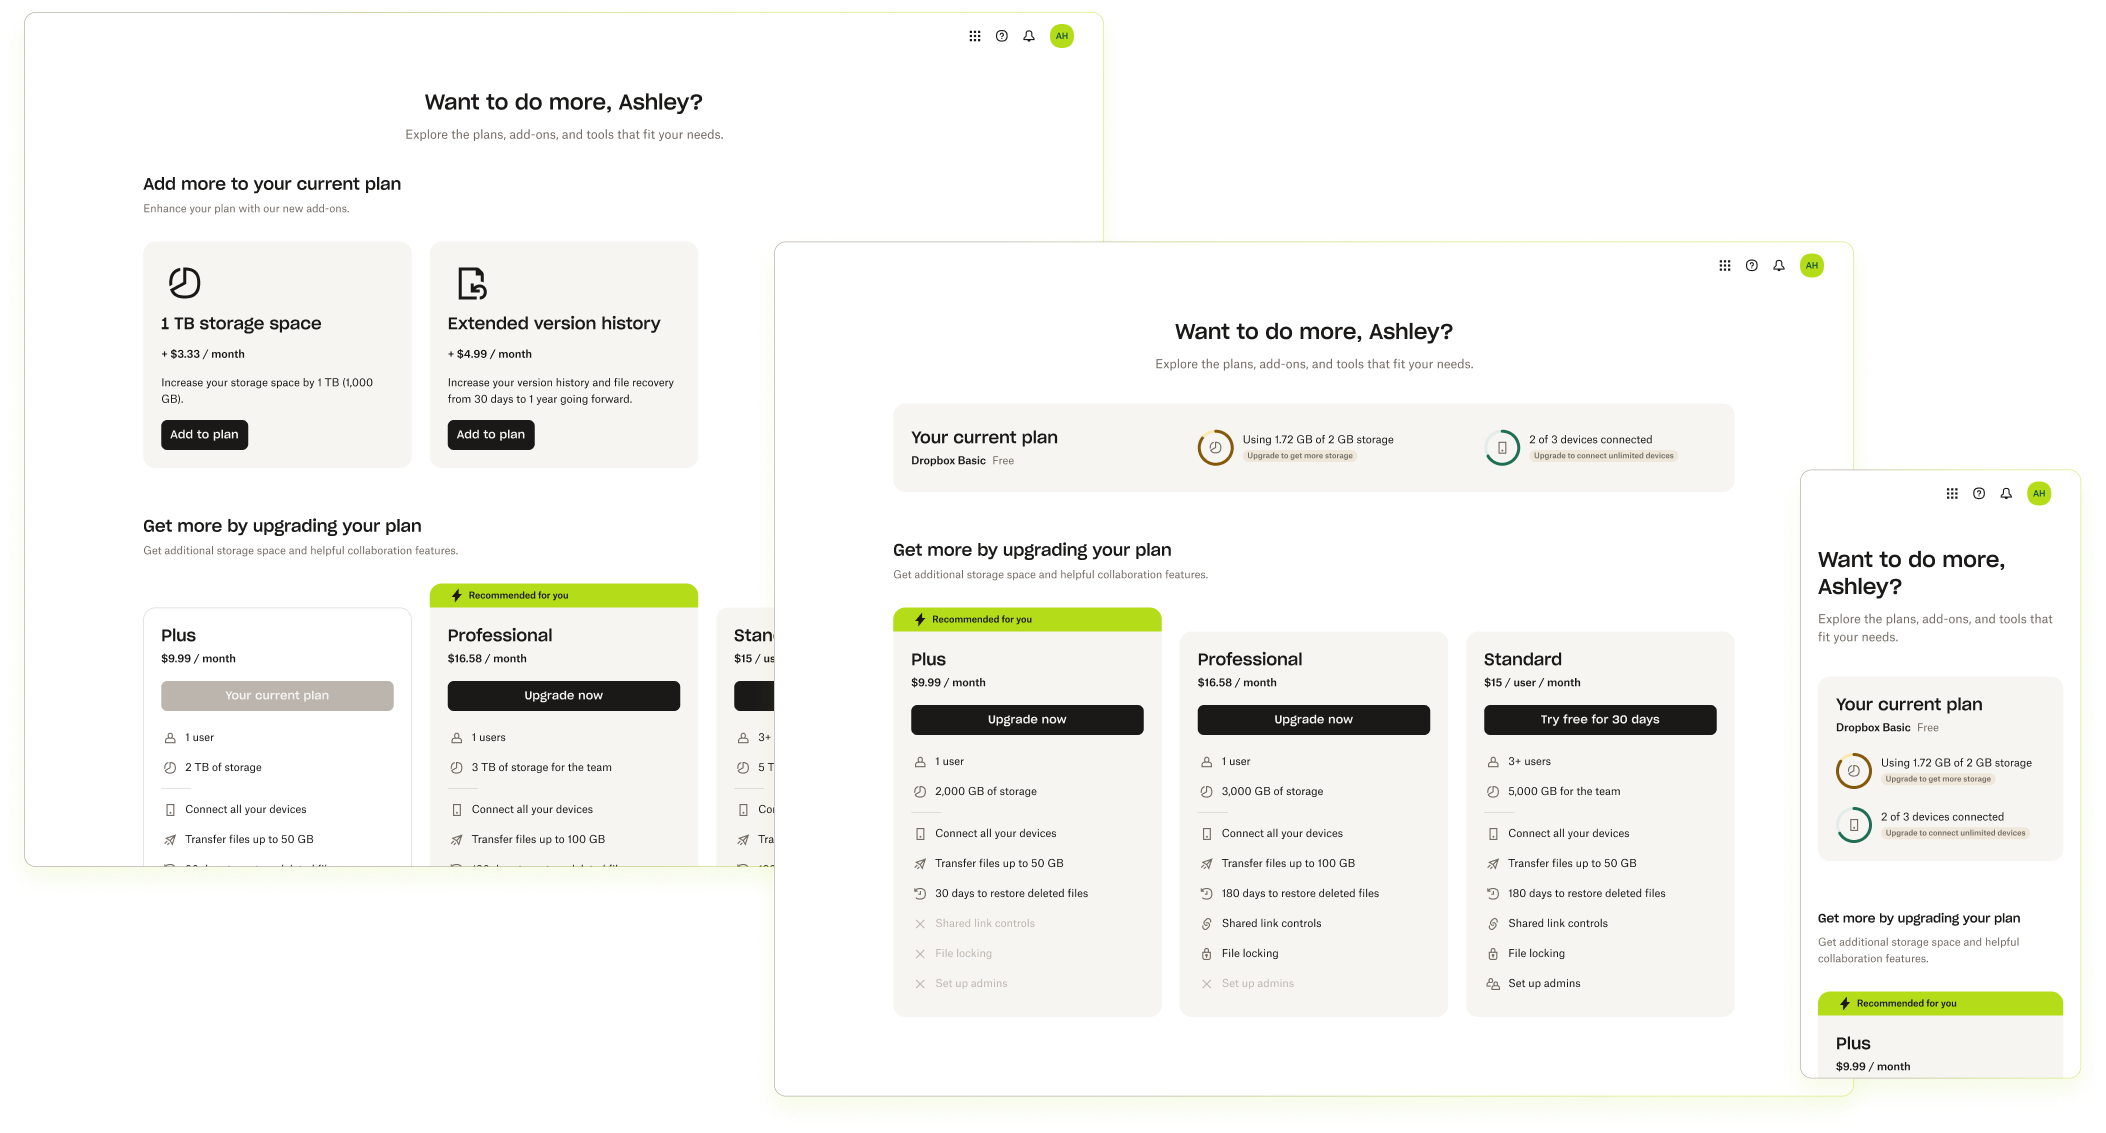 AH
Want to do more, Ashley?
Explore the plans, add-ons, and tools that fit your needs.
Add more to your current plan
Enhance your plan with our new add-ons.
1 TB storage space
+ $3.33 / month
Increase your storage space by 1 TB (1,000
GB).
Add to plan
Extended version history
+ $4.99 / month
Increase your version history and file recovery
from 30 days to 1 year going forward.
Add to plan
Get more by upgrading your plan
Get additional storage space and helpful collaboration features.
Plus
$9.99 / month
Your current plan
1 user
2 TB of storage
Connect all your devices
Transfer files up to 50 GB
Recommended for you
Professional
$16.58 / month
Upgrade now
1 users
3 TB of storage for the team
Connect all your devices
Transfer files up to 100 GB
Stan
$15 / us
3+
5 T
Co
Tra
AH
Want to do more, Ashley?
Explore the plans, add-ons, and tools that fit your needs.
Your current plan
Dropbox Basic Free
Using 1.72 GB of 2 GB storage
Upgrade to get more storage
2 of 3 devices connected
Upgrade to connect unlimited devices
Get more by upgrading your plan
Get additional storage space and helpful collaboration features.
Recommended for you
Plus
$9.99 / month
Upgrade now
1 user
2,000 GB of storage
Connect all your devices
Transfer files up to 50 GB
30 days to restore deleted files
Shared link controls
File locking
Set up admins
Professional
$16.58 / month
Upgrade now
1 user
3,000 GB of storage
Connect all your devices
Transfer files up to 100 GB
180 days to restore deleted files
Shared link controls
File locking
Set up admins
Standard
$15 / user / month
Try free for 30 days
3+ users
5,000 GB for the team
Connect all your devices
Transfer files up to 50 GB
180 days to restore deleted files
Shared link controls
File locking
Set up admins
AH
Want to do more,
Ashley?
Explore the plans, add-ons, and tools that
fit your needs.
Your current plan
Dropbox Basic Free
Using 1.72 GB of 2 GB storage
Upgrade to get more storage
2 of 3 devices connected
Upgrade to connect unlimited devices
Get more by upgrading your plan
Get additional storage space and helpful
collaboration features.
Recommended for you
Plus
$9.99 / month